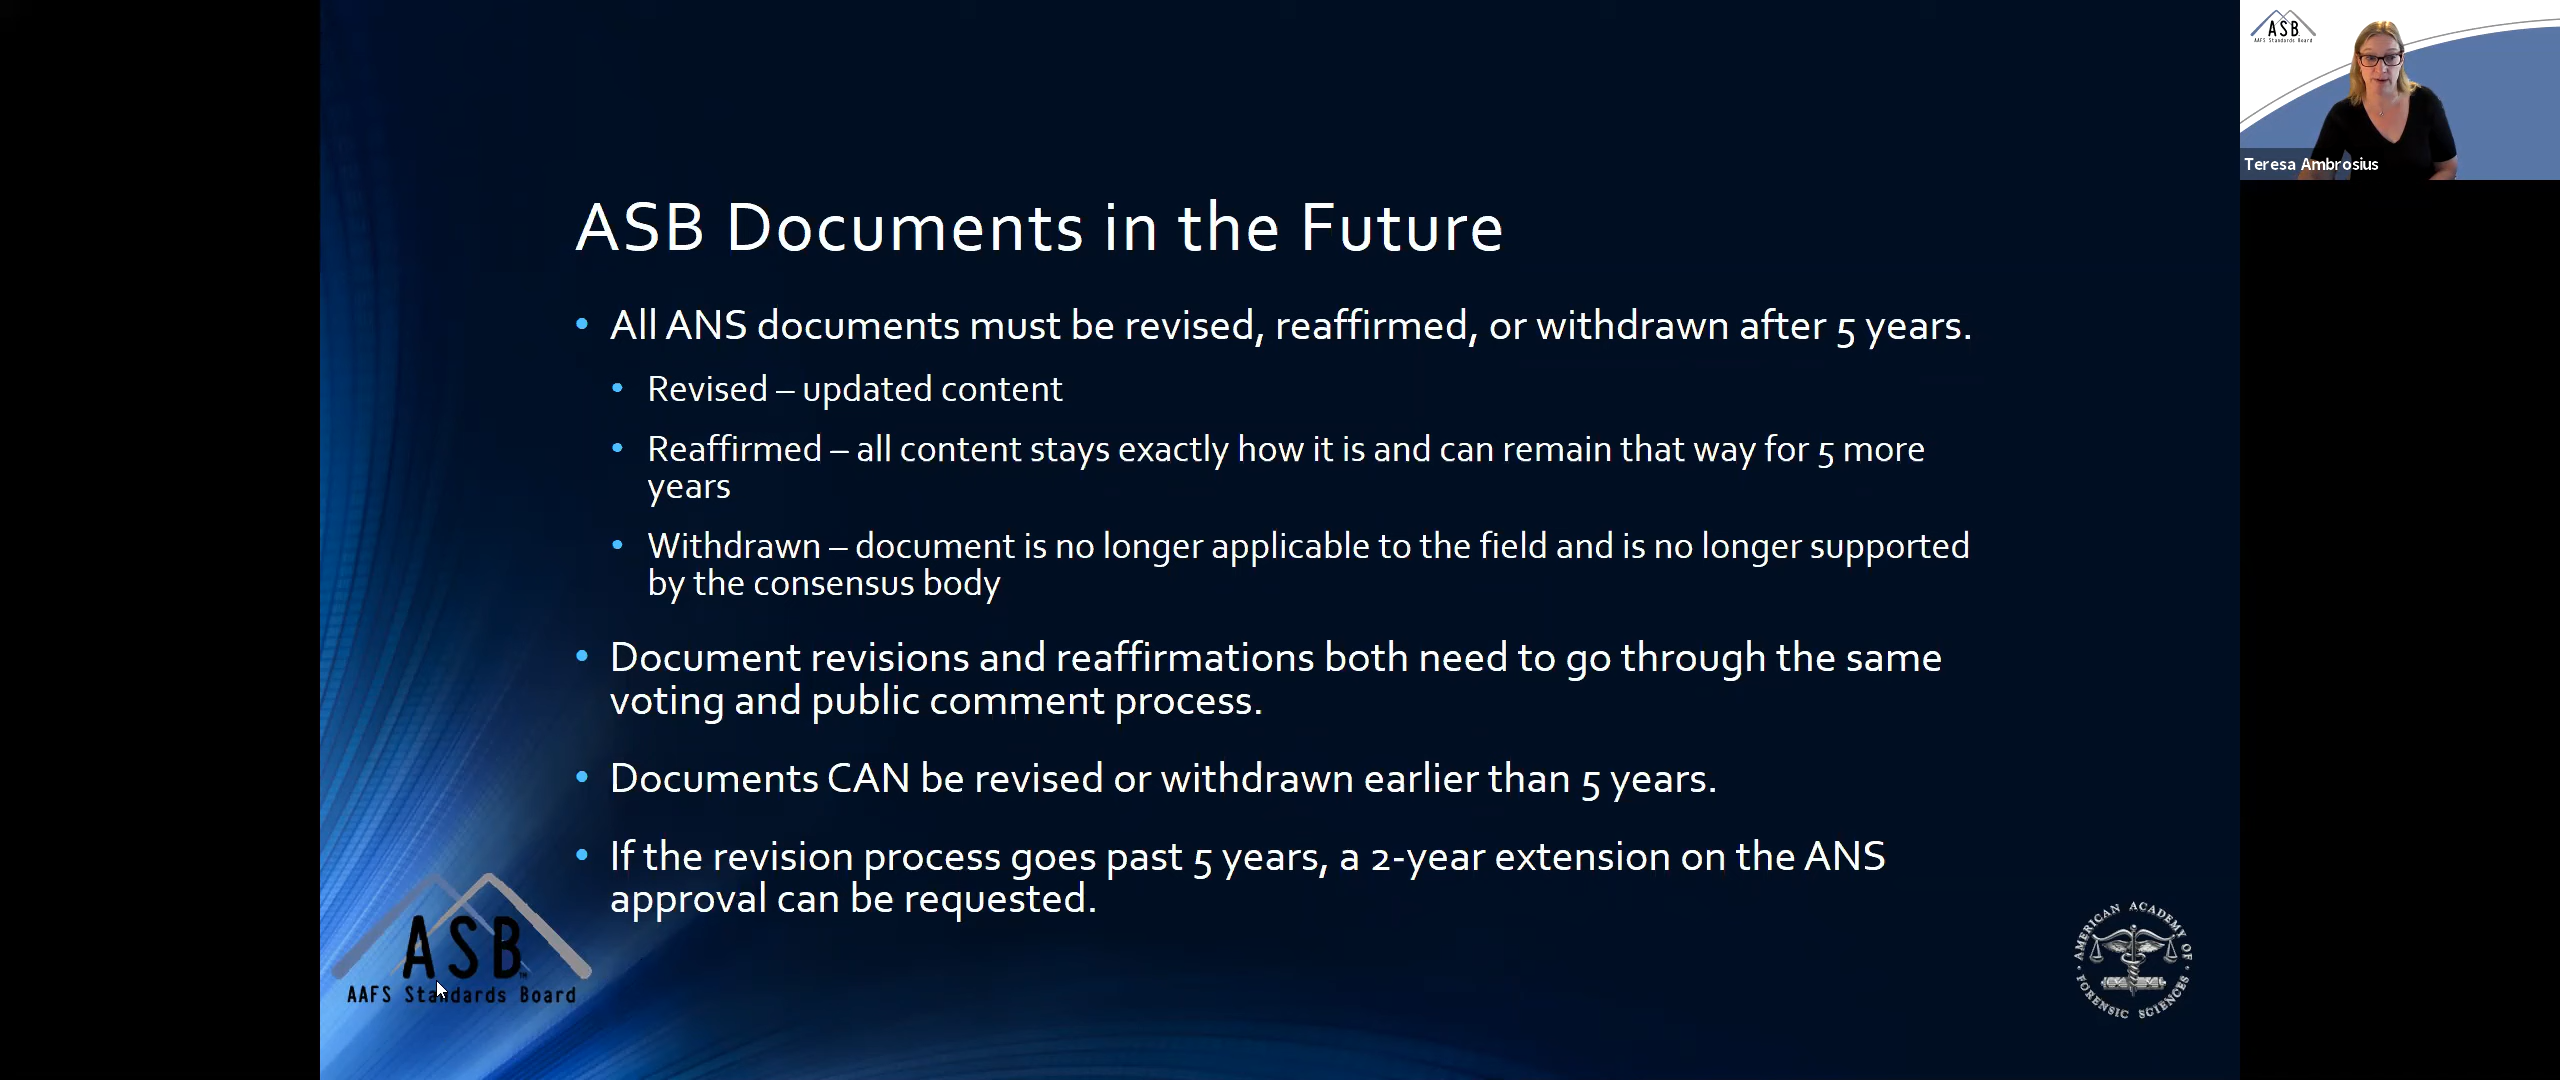 ASB
AAFS Standards Board
Teresa Ambrosius
ASB Documents in the Future
• All ANS documents must be revised, reaffirmed, or withdrawn after 5 years.
• Revised – updated content
• Reaffirmed – all content stays exactly how it is and can remain that way for 5 more
years
• Withdrawn – document is no longer applicable to the field and is no longer supported
by the consensus body
• Document revisions and reaffirmations both need to go through the same
voting and public comment process.
• Documents CAN be revised or withdrawn earlier than 5 years.
• If the revision process goes past 5 years, a 2-year extension on the ANS
approval can be requested.
ASB™
AAFS Standards Board
AMERICAN ACADEMY OF
FORENSIC SCIENCES